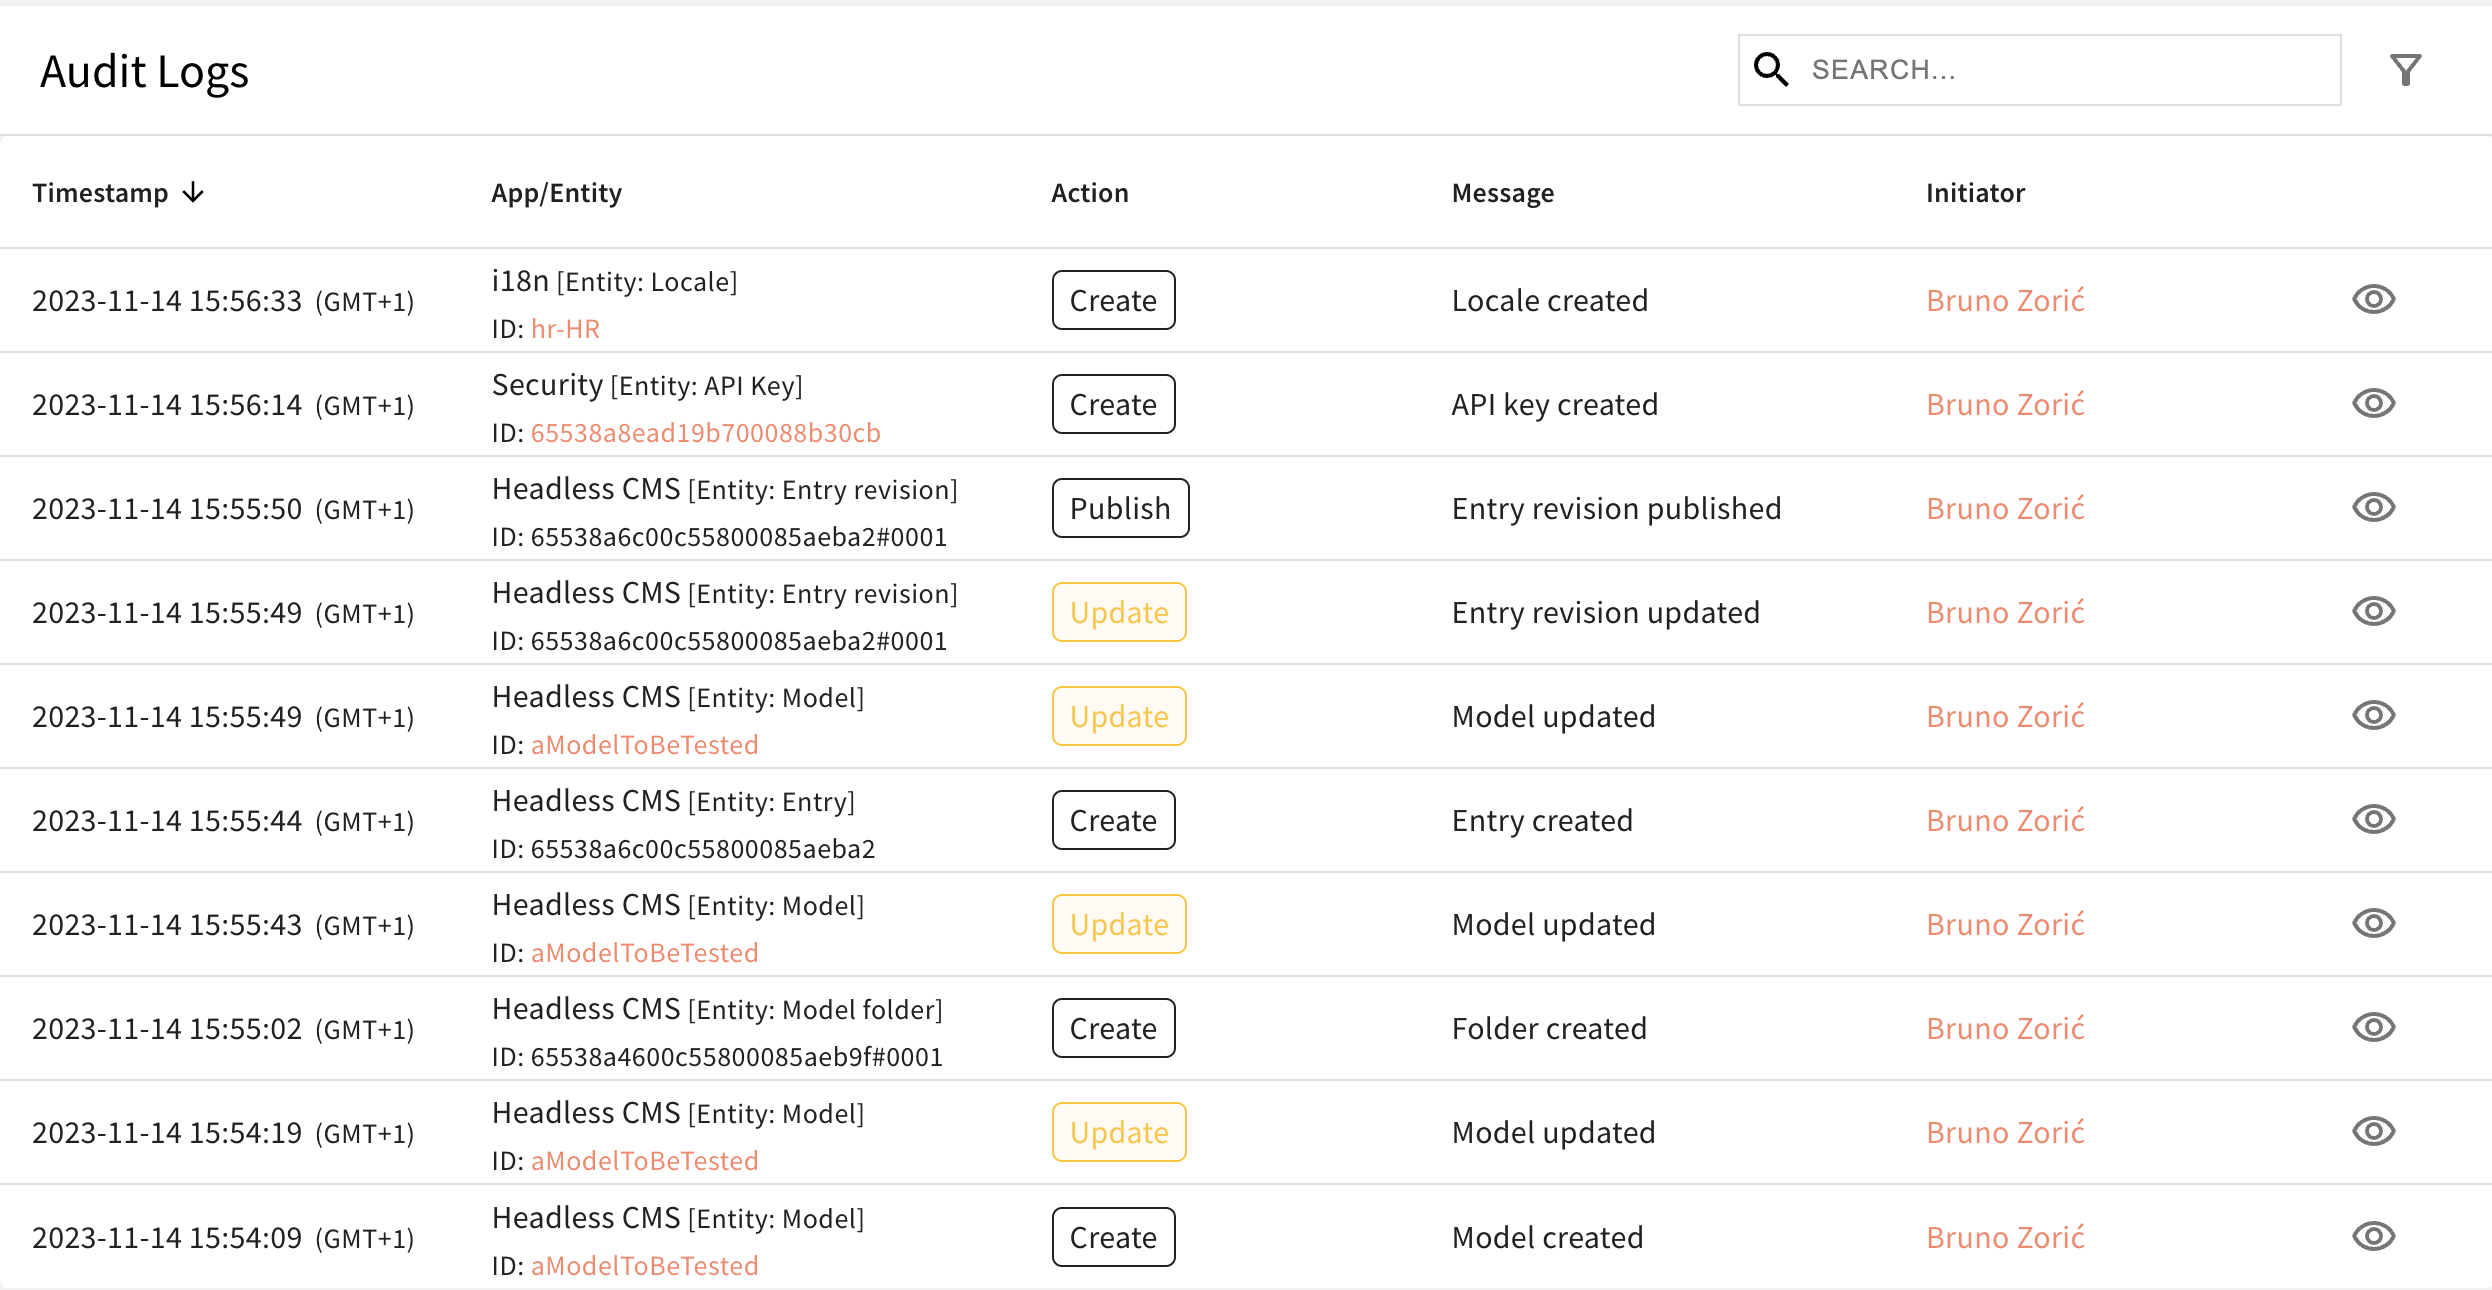 Audit Logs
SEARCH...
Timestamp App/Entity Action Message Initiator
i18n [Entity: Locale]
2023-11-14 15:56:33 (GMT+1) Create Locale created Bruno Zorić
ID: hr-HR
Security [Entity: API Key]
2023-11-14 15:56:14 (GMT+1) Create API key created Bruno Zorić
ID: 65538a8ead19b700088b30cb
Headless CMS [Entity: Entry revision]
2023-11-14 15:55:50 (GMT+1) Publish Entry revision published Bruno Zorić
ID: 65538a6c00c55800085aeba2#0001
Headless CMS [Entity: Entry revision]
2023-11-14 15:55:49 (GMT+1) Update Entry revision updated Bruno Zorić
ID: 65538a6c00c55800085aeba2#0001
Headless CMS [Entity: Model]
2023-11-14 15:55:49 (GMT+1) Update Model updated Bruno Zorić
ID: aModelToBeTested
Headless CMS [Entity: Entry]
2023-11-14 15:55:44 (GMT+1) Create Entry created Bruno Zorić
ID: 65538a6c00c55800085aeba2
Headless CMS [Entity: Model]
2023-11-14 15:55:43 (GMT+1) Update Model updated Bruno Zorić
ID: aModelToBeTested
Headless CMS [Entity: Model folder]
2023-11-14 15:55:02 (GMT+1) Create Folder created Bruno Zorić
ID: 65538a4600c55800085aeb9f#0001
Headless CMS [Entity: Model]
2023-11-14 15:54:19 (GMT+1) Update Model updated Bruno Zorić
ID: aModelToBeTested
Headless CMS [Entity: Model]
2023-11-14 15:54:09 (GMT+1) Create Model created Bruno Zorić
ID: aModelToBeTested